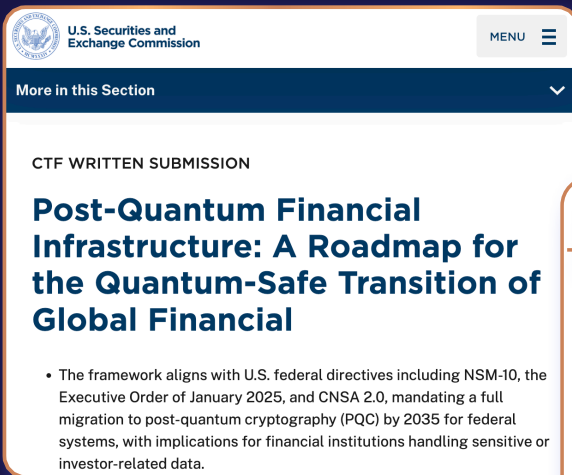 U.S. Securities and
Exchange Commission
MENU
More in this Section
CTF WRITTEN SUBMISSION
Post-Quantum Financial
Infrastructure: A Roadmap for
the Quantum-Safe Transition of
Global Financial
• The framework aligns with U.S. federal directives including NSM-10, the
Executive Order of January 2025, and CNSA 2.0, mandating a full
migration to post-quantum cryptography (PQC) by 2035 for federal
systems, with implications for financial institutions handling sensitive or
investor-related data.